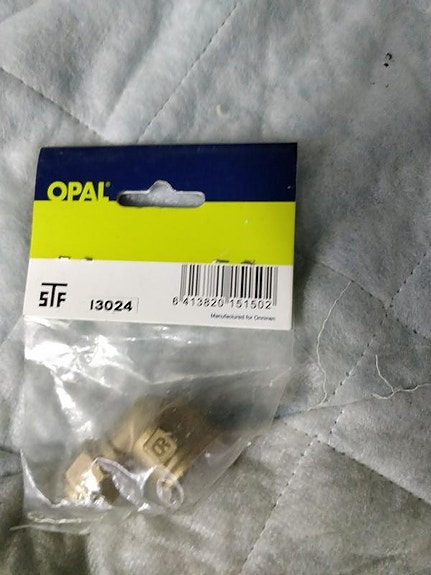 OPAL®
STF 13024
6 413820 151502
Manufactured for Onninen